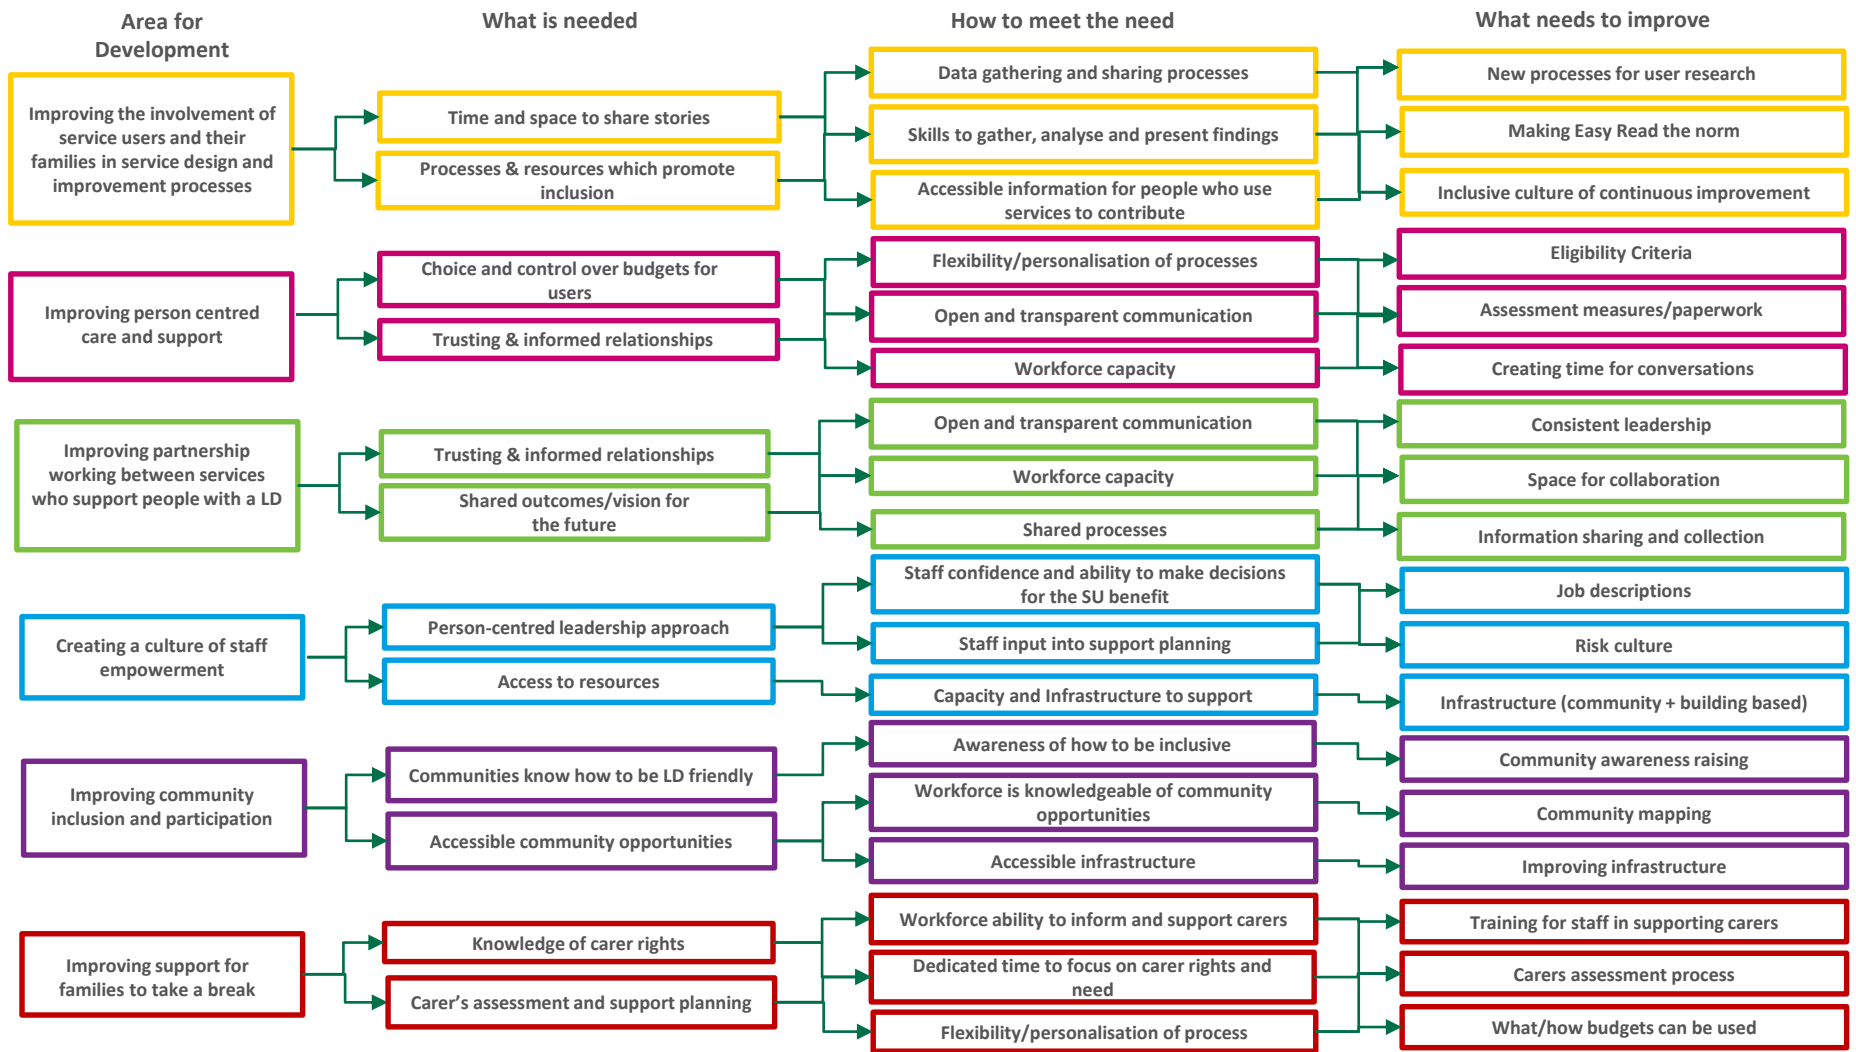 Area for
Development
What is needed
How to meet the need
What needs to improve
Improving the involvement of
service users and their
families in service design and
improvement processes
Time and space to share stories
Processes & resources which promote
inclusion
Data gathering and sharing processes
Skills to gather, analyse and present findings
Accessible information for people who use
services to contribute
New processes for user research
Making Easy Read the norm
Inclusive culture of continuous improvement
Improving person centred
care and support
Choice and control over budgets for
users
Trusting & informed relationships
Flexibility/personalisation of processes
Open and transparent communication
Workforce capacity
Eligibility Criteria
Assessment measures/paperwork
Creating time for conversations
Improving partnership
working between services
who support people with a LD
Trusting & informed relationships
Shared outcomes/vision for
the future
Open and transparent communication
Workforce capacity
Shared processes
Consistent leadership
Space for collaboration
Information sharing and collection
Creating a culture of staff
empowerment
Person-centred leadership approach
Access to resources
Staff confidence and ability to make decisions
for the SU benefit
Staff input into support planning
Capacity and Infrastructure to support
Job descriptions
Risk culture
Infrastructure (community + building based)
Improving community
inclusion and participation
Communities know how to be LD friendly
Accessible community opportunities
Awareness of how to be inclusive
Workforce is knowledgeable of community
opportunities
Accessible infrastructure
Community awareness raising
Community mapping
Improving infrastructure
Improving support for
families to take a break
Knowledge of carer rights
Carer's assessment and support planning
Workforce ability to inform and support carers
Dedicated time to focus on carer rights and
need
Flexibility/personalisation of process
Training for staff in supporting carers
Carers assessment process
What/how budgets can be used